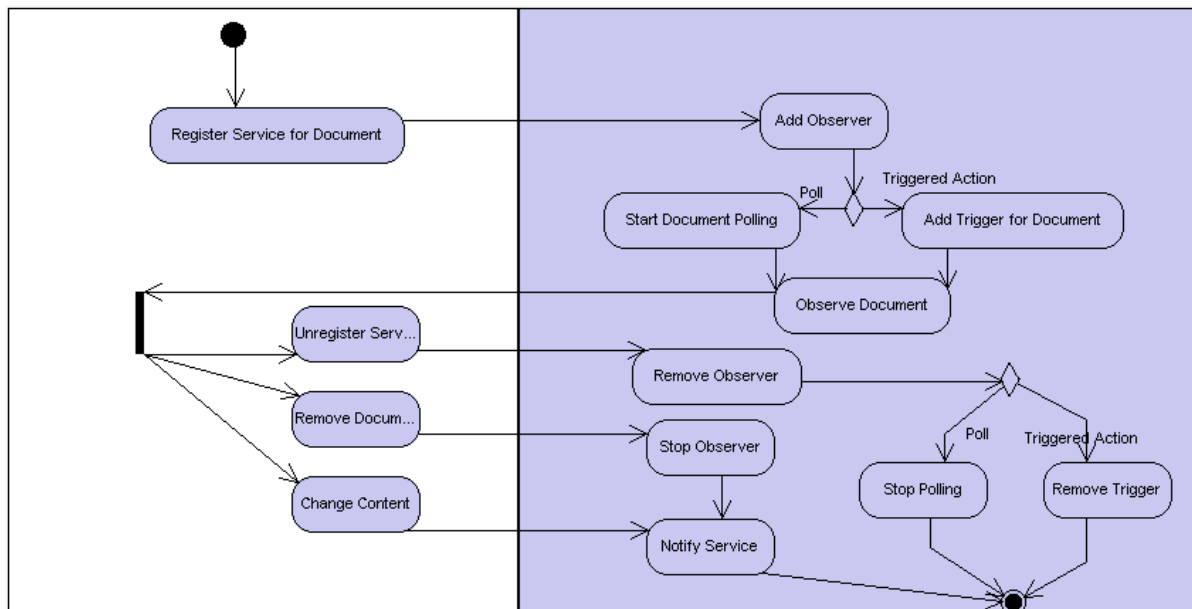 Register Service for Document
Add Observer
Poll
Triggered Action
Start Document Polling
Add Trigger for Document
Observe Document
Unregister Serv...
Remove Observer
Remove Docum...
Stop Observer
Poll
Triggered Action
Change Content
Stop Polling
Remove Trigger
Notify Service